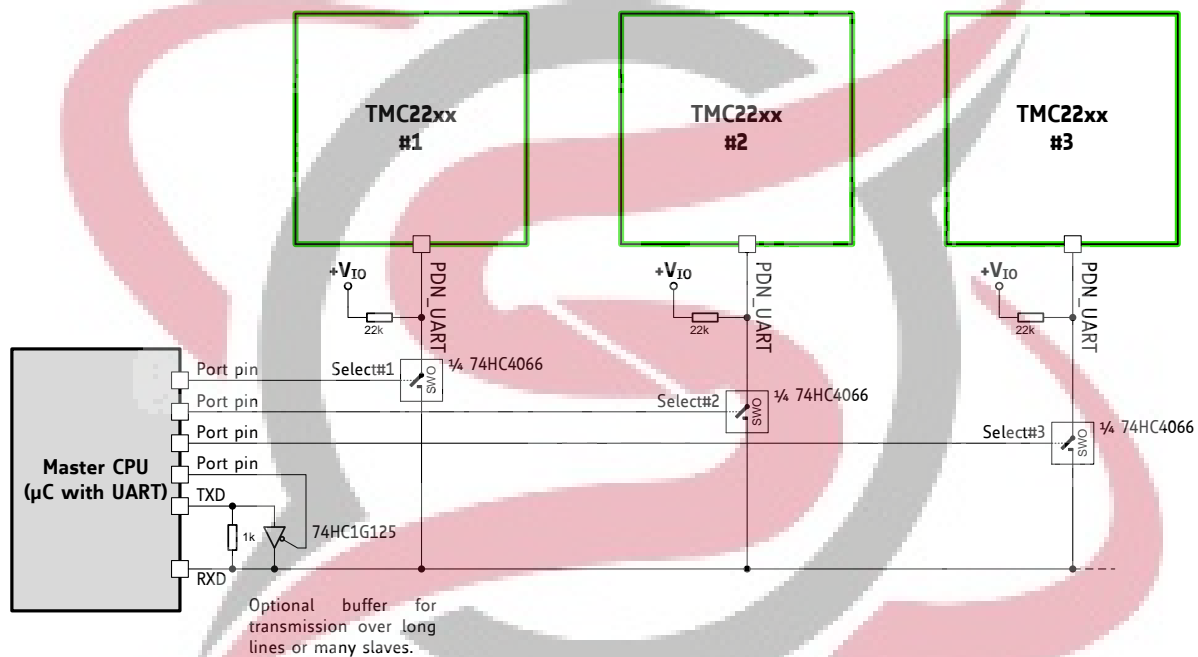 TMC22xx
#1
TMC22xx
#2
TMC22xx
#3
+VIO
PDN_UART
22k
+VIO
PDN_UART
22k
+VIO
PDN_UART
22k
Port pin
Select#1
SWO
¼ 74HC4066
Port pin
Select#2
SWO
¼ 74HC4066
Port pin
Select#3
SWO
¼ 74HC4066
Port pin
Master CPU
(µC with UART)
TXD
1k
74HC1G125
RXD
Optional buffer for
transmission over long
lines or many slaves.